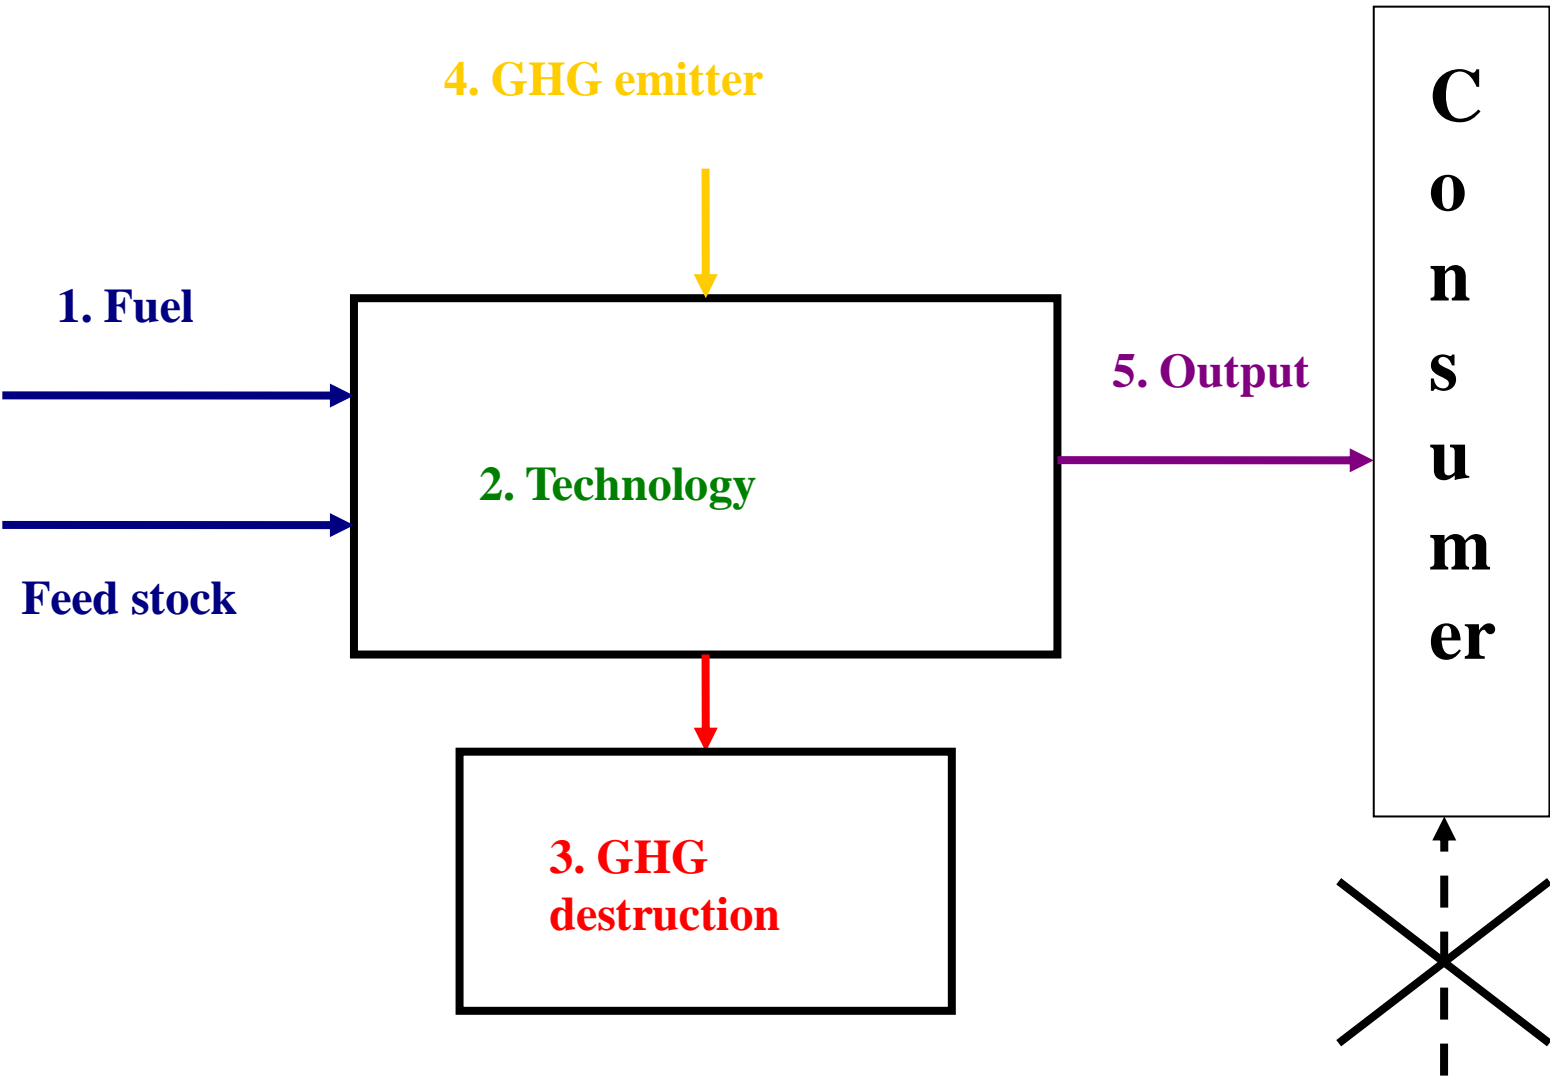 4. GHG emitter
1. Fuel
5. Output
2. Technology
Feed stock
3. GHG
destruction
C
o
n
s
u
m
er